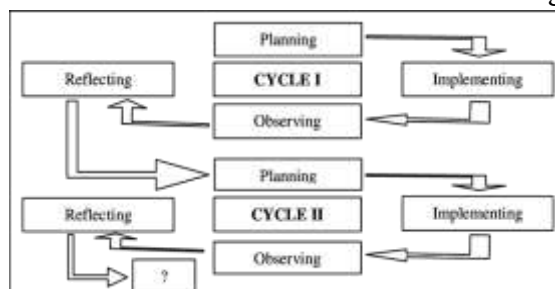 Planning
Reflecting
CYCLE I
Implementing
Observing
Planning
Reflecting
CYCLE II
Implementing
Observing
?